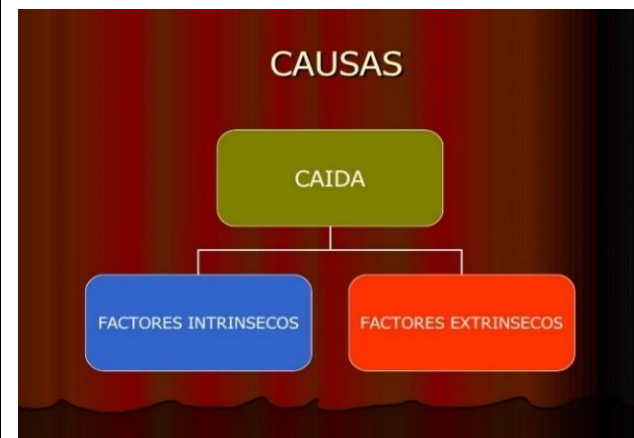 CAUSAS
CAIDA
FACTORES INTRINSECOS
FACTORES EXTRINSECOS